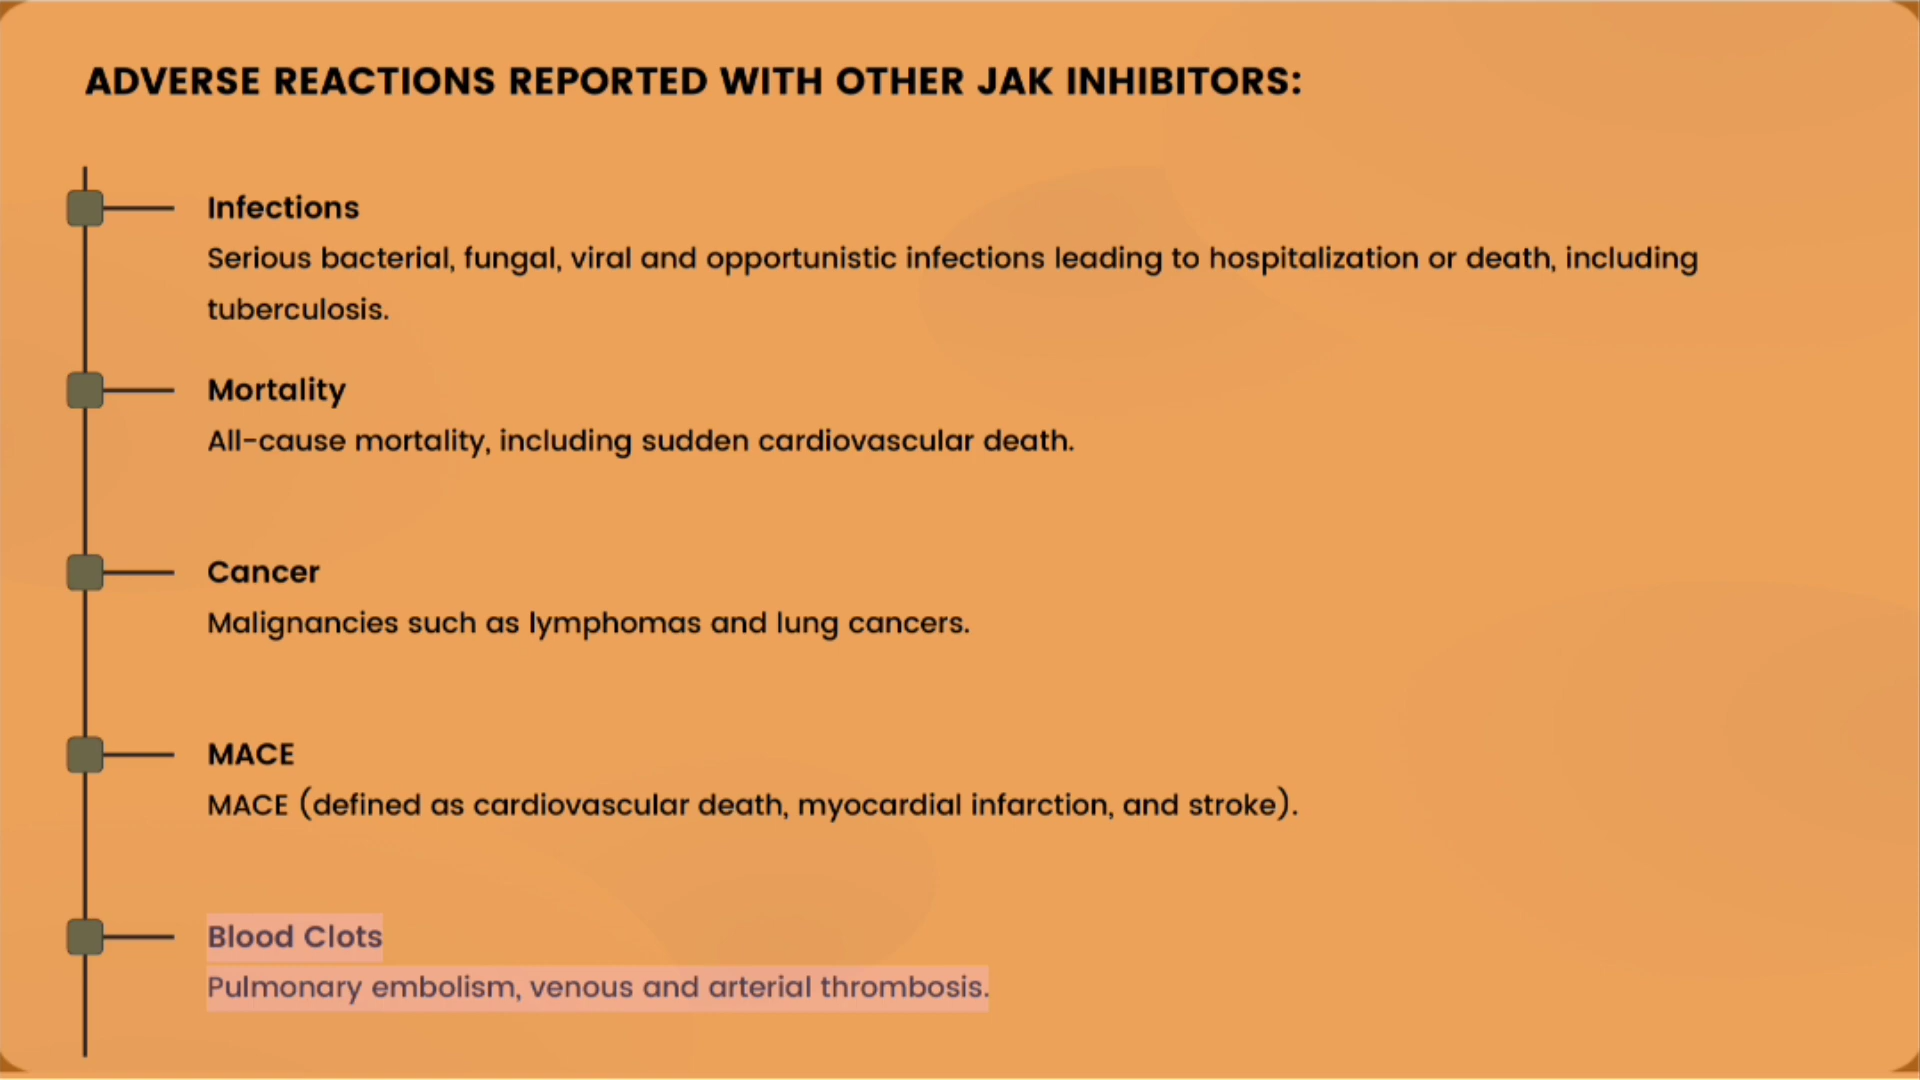 ADVERSE REACTIONS REPORTED WITH OTHER JAK INHIBITORS:
Infections
Serious bacterial, fungal, viral and opportunistic infections leading to hospitalization or death, including
tuberculosis.
Mortality
All-cause mortality, including sudden cardiovascular death.
Cancer
Malignancies such as lymphomas and lung cancers.
MACE
MACE (defined as cardiovascular death, myocardial infarction, and stroke).
Blood Clots
Pulmonary embolism, venous and arterial thrombosis.